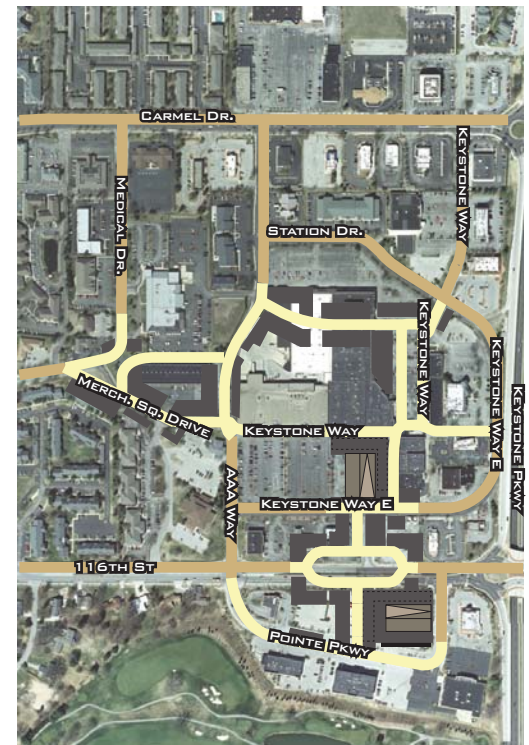 CARMEL DR.
KEYSTONE WAY
MEDICAL DR.
STATION DR.
KEYSTONE WAY
KEYSTONE WAY E
KEYSTONE PKWY
MERCH. SQ. DRIVE
KEYSTONE WAY
AAA WAY
KEYSTONE WAY E
116TH ST
POINTE PKWY